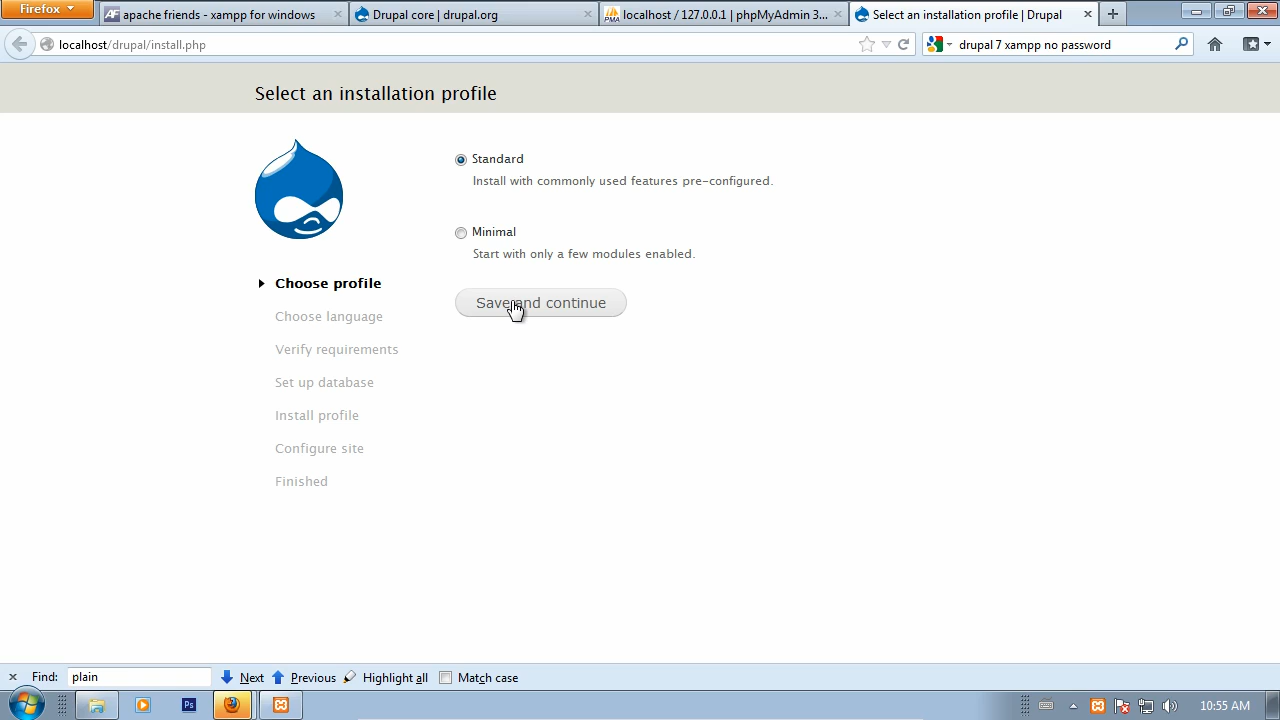 Firefox
apache friends - xampp for windows
Drupal core | drupal.org
localhost / 127.0.0.1 | phpMyAdmin 3...
Select an installation profile | Drupal
localhost/drupal/install.php
drupal 7 xampp no password
Select an installation profile
Standard
Install with commonly used features pre-configured.
Minimal
Start with only a few modules enabled.
Save and continue
Choose profile
Choose language
Verify requirements
Set up database
Install profile
Configure site
Finished
Find: plain Next Previous Highlight all Match case
Ps
10:55 AM